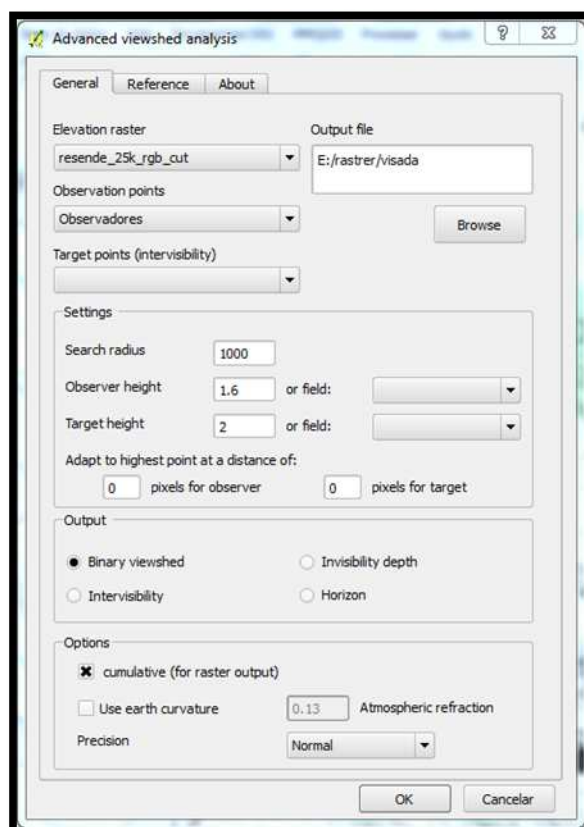 Advanced viewshed analysis
General Reference About
Elevation raster Output file
resende_25k_rgb_cut E:/rastrer/visada
Observation points
Observadores Browse
Target points (intervisibility)
Settings
Search radius 1000
Observer height 1.6 or field:
Target height 2 or field:
Adapt to highest point at a distance of:
0 pixels for observer 0 pixels for target
Output
Binary viewshed Invisibility depth
Intervisibility Horizon
Options
cumulative (for raster output)
Use earth curvature 0.13 Atmospheric refraction
Precision Normal
OK Cancelar